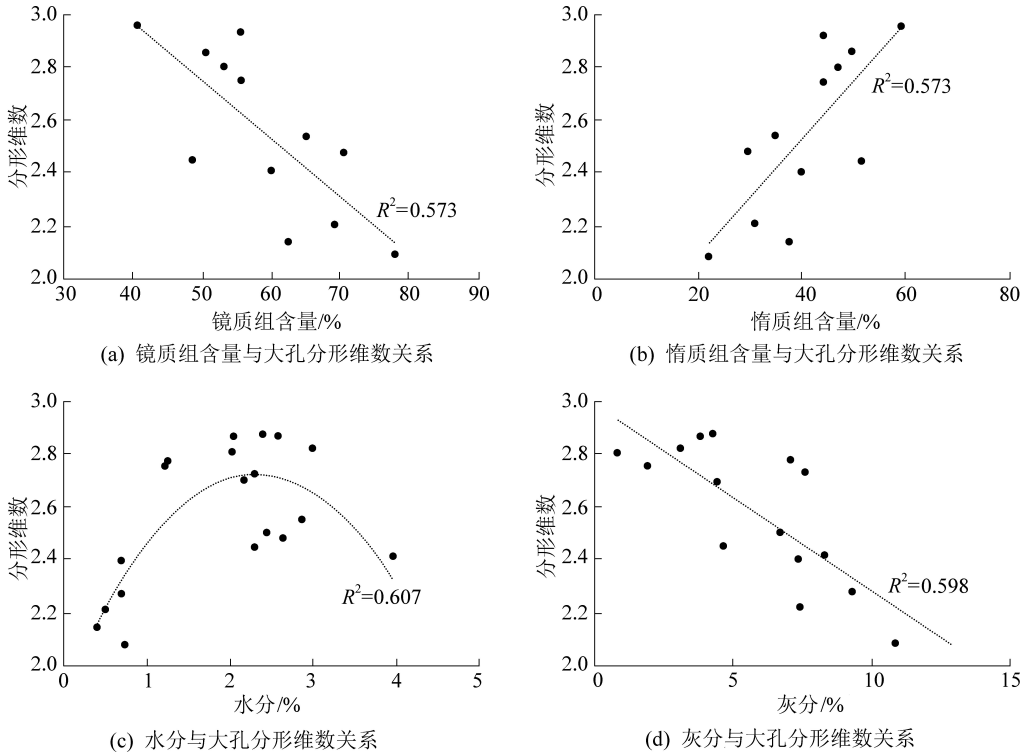 3.0
2.8
2.6
2.4
2.2
2.0
分形维数
R²=0.573
30 40 50 60 70 80 90
镜质组含量/%
(a) 镜质组含量与大孔分形维数关系
3.0
2.8
2.6
2.4
2.2
2.0
分形维数
R²=0.573
0 20 40 60 80
惰质组含量/%
(b) 惰质组含量与大孔分形维数关系
3.0
2.8
2.6
2.4
2.2
2.0
分形维数
R²=0.607
0 1 2 3 4 5
水分/%
(c) 水分与大孔分形维数关系
3.0
2.8
2.6
2.4
2.2
2.0
分形维数
R²=0.598
0 5 10 15
灰分/%
(d) 灰分与大孔分形维数关系